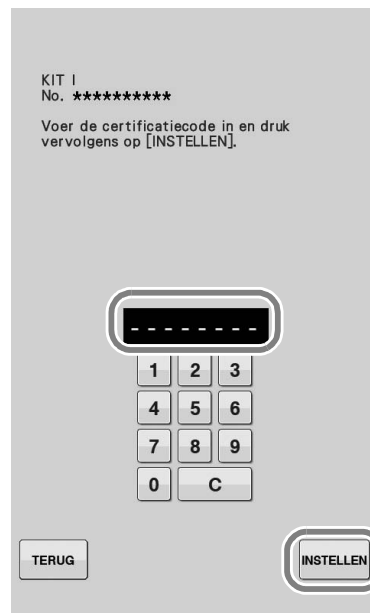 KIT I
No. **********
Voer de certificatiecode in en druk
vervolgens op [INSTELLEN].
_ _ _ _ _ _ _ _
1 2 3
4 5 6
7 8 9
0 C
TERUG INSTELLEN